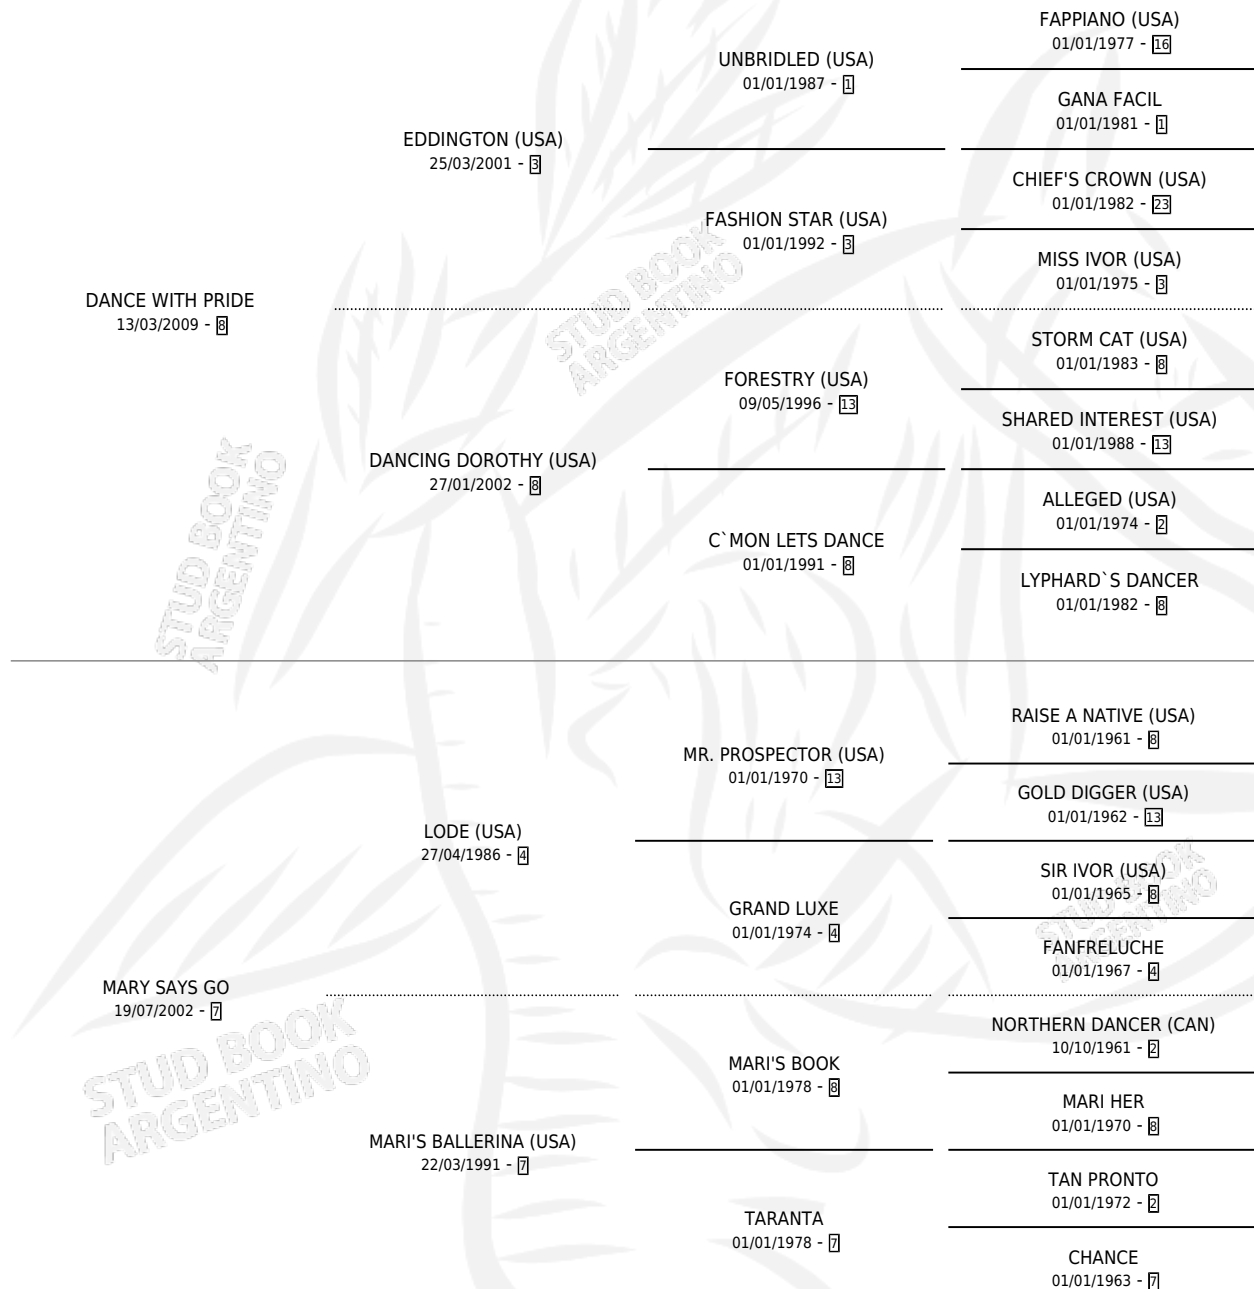 FAPPIANO (USA)
01/01/1977 - 16
UNBRIDLED (USA)
01/01/1987 - 1
GANA FACIL
01/01/1981 - 1
EDDINGTON (USA)
25/03/2001 - 3
CHIEF'S CROWN (USA)
01/01/1982 - 23
FASHION STAR (USA)
01/01/1992 - 3
MISS IVOR (USA)
01/01/1975 - 3
DANCE WITH PRIDE
13/03/2009 - 8
STORM CAT (USA)
01/01/1983 - 8
FORESTRY (USA)
09/05/1996 - 13
SHARED INTEREST (USA)
01/01/1988 - 13
DANCING DOROTHY (USA)
27/01/2002 - 8
ALLEGED (USA)
01/01/1974 - 2
C`MON LETS DANCE
01/01/1991 - 8
LYPHARD`S DANCER
01/01/1982 - 8
RAISE A NATIVE (USA)
01/01/1961 - 8
MR. PROSPECTOR (USA)
01/01/1970 - 13
GOLD DIGGER (USA)
01/01/1962 - 13
LODE (USA)
27/04/1986 - 4
SIR IVOR (USA)
01/01/1965 - 8
GRAND LUXE
01/01/1974 - 4
FANFRELUCHE
01/01/1967 - 4
MARY SAYS GO
19/07/2002 - 7
NORTHERN DANCER (CAN)
10/10/1961 - 2
MARI'S BOOK
01/01/1978 - 8
MARI HER
01/01/1970 - 8
MARI'S BALLERINA (USA)
22/03/1991 - 7
TAN PRONTO
01/01/1972 - 2
TARANTA
01/01/1978 - 7
CHANCE
01/01/1963 - 7
STUD BOOK
ARGENTINO
STUD BOOK
ARGENTINO
STUD BOOK
ARGENTINO
STUD BOOK
ARGENTINO